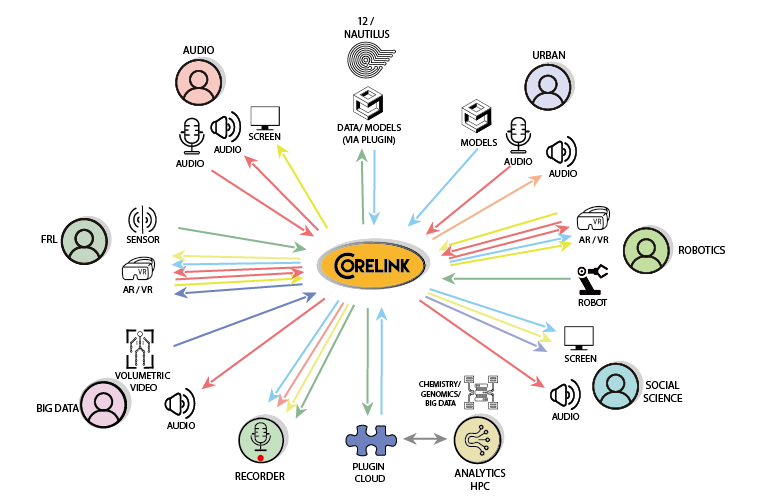 12 /
NAUTILUS
AUDIO
URBAN
DATA/ MODELS
(VIA PLUGIN)
SCREEN
AUDIO
AUDIO
MODELS
AUDIO
AUDIO
FRL
SENSOR
VR
AR / VR
VR
AR / VR
ROBOTICS
CORELINK
ROBOT
VOLUMETRIC
VIDEO
SCREEN
BIG DATA
AUDIO
CHEMISTRY/
GENOMICS/
BIG DATA
SOCIAL
SCIENCE
AUDIO
RECORDER
PLUGIN
CLOUD
ANALYTICS
HPC